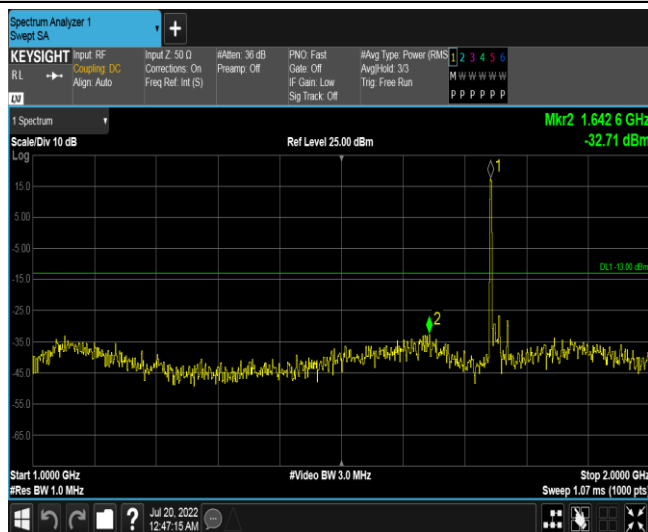 Spectrum Analyzer 1
Swept SA
KEYSIGHT
RL
LXI
Input: RF
Coupling: DC
Align: Auto
Input Z: 50 Ω
Corrections: On
Freq Ref: Int (S)
#Atten: 36 dB
Preamp: Off
PNO: Fast
Gate: Off
IF Gain: Low
Sig Track: Off
#Avg Type: Power (RMS
Avg|Hold: 3/3
Trig: Free Run
1 2 3 4 5 6
M W W W W W
P P P P P P
1 Spectrum
Mkr2 1.642 6 GHz
-32.71 dBm
Scale/Div 10 dB
Ref Level 25.00 dBm
Log
15.0
5.00
-5.00
-15.0
-25.0
-35.0
-45.0
-55.0
-65.0
1
2
DL1 -13.00 dBm
Start 1.0000 GHz
#Video BW 3.0 MHz
Stop 2.0000 GHz
#Res BW 1.0 MHz
Sweep 1.07 ms (1000 pts)
?
Jul 20, 2022
12:47:15 AM